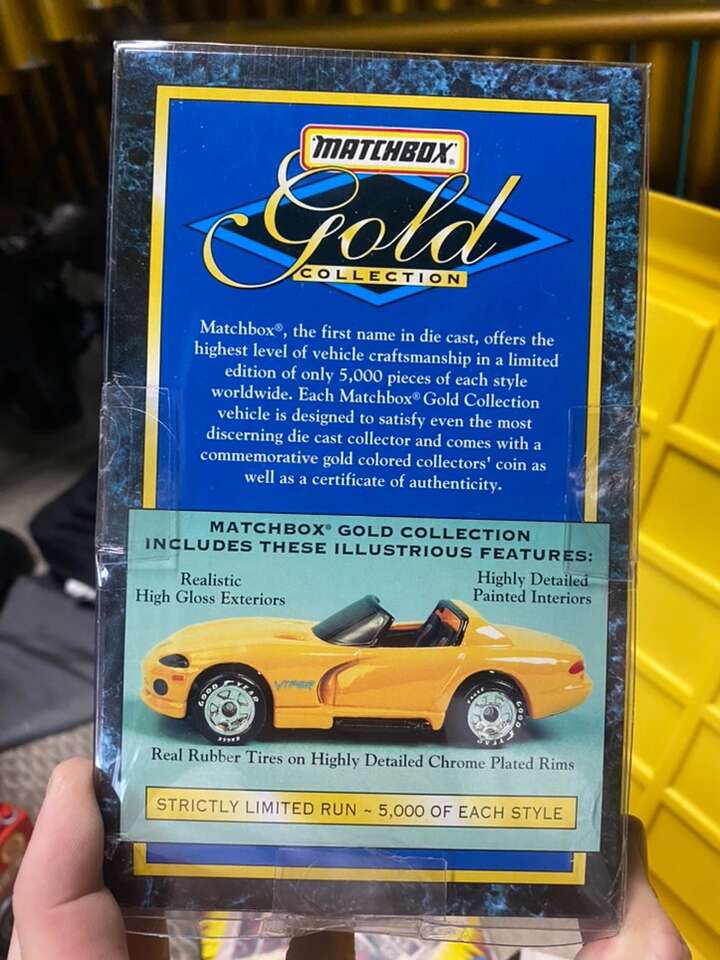 MATCHBOX®
Gold
COLLECTION
Matchbox®, the first name in die cast, offers the
highest level of vehicle craftsmanship in a limited
edition of only 5,000 pieces of each style
worldwide. Each Matchbox® Gold Collection
vehicle is designed to satisfy even the most
discerning die cast collector and comes with a
commemorative gold colored collectors' coin as
well as a certificate of authenticity.
MATCHBOX® GOLD COLLECTION
INCLUDES THESE ILLUSTRIOUS FEATURES:
Realistic
High Gloss Exteriors
Highly Detailed
Painted Interiors
VIPER
GOODYEAR
EAGLE
GOODYEAR
EAGLE
Real Rubber Tires on Highly Detailed Chrome Plated Rims
STRICTLY LIMITED RUN ~ 5,000 OF EACH STYLE